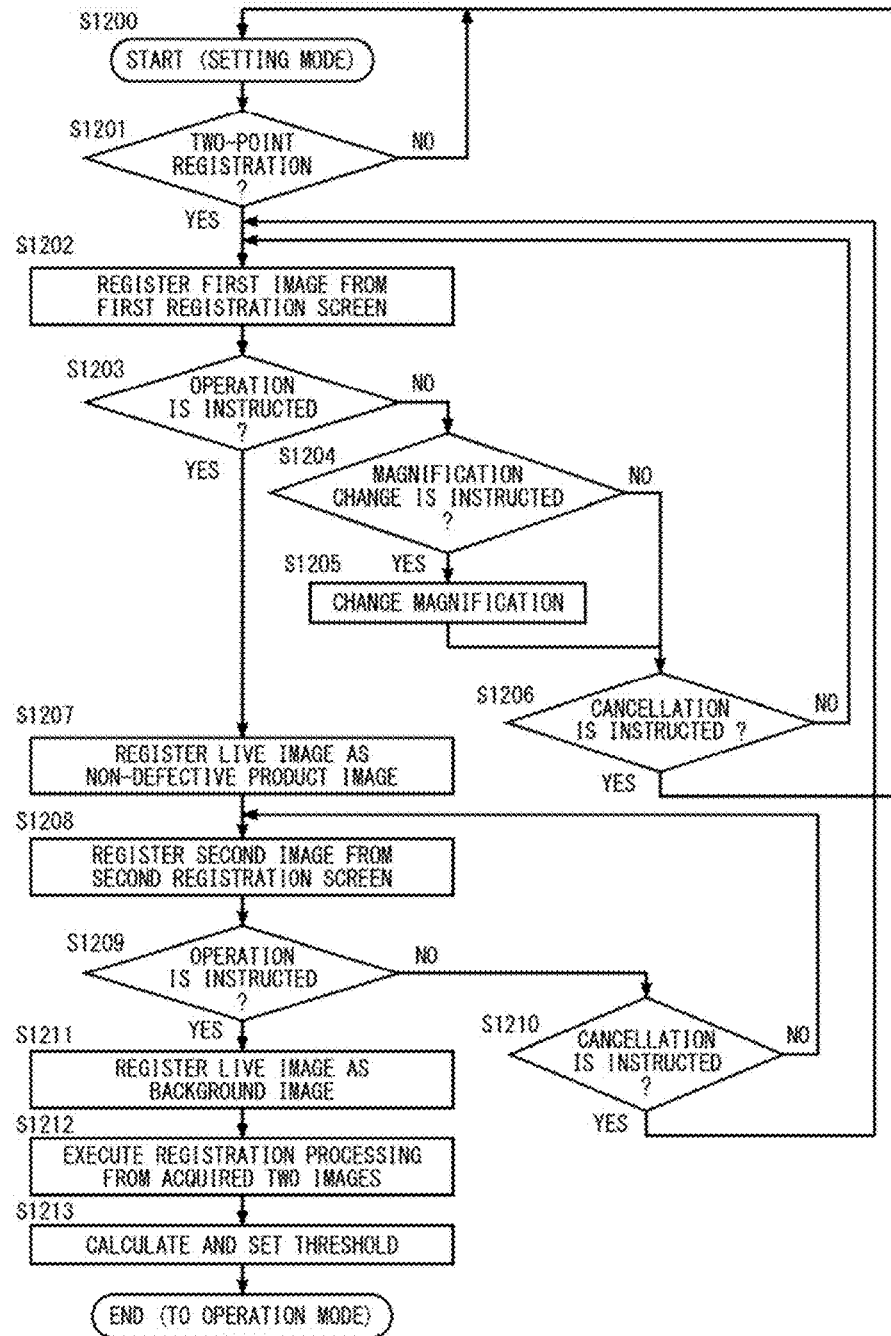 S1200
START (SETTING MODE)
S1201
TWO-POINT
REGISTRATION
?
NO
YES
S1202
REGISTER FIRST IMAGE FROM
FIRST REGISTRATION SCREEN
S1203
OPERATION
IS INSTRUCTED
?
NO
YES
S1204
MAGNIFICATION
CHANGE IS INSTRUCTED
?
NO
YES
S1205
CHANGE MAGNIFICATION
S1206
CANCELLATION
IS INSTRUCTED ?
NO
YES
S1207
REGISTER LIVE IMAGE AS
NON-DEFECTIVE PRODUCT IMAGE
S1208
REGISTER SECOND IMAGE FROM
SECOND REGISTRATION SCREEN
S1209
OPERATION
IS INSTRUCTED
?
NO
YES
S1210
CANCELLATION
IS INSTRUCTED
?
NO
YES
S1211
REGISTER LIVE IMAGE AS
BACKGROUND IMAGE
S1212
EXECUTE REGISTRATION PROCESSING
FROM ACQUIRED TWO IMAGES
S1213
CALCULATE AND SET THRESHOLD
END (TO OPERATION MODE)